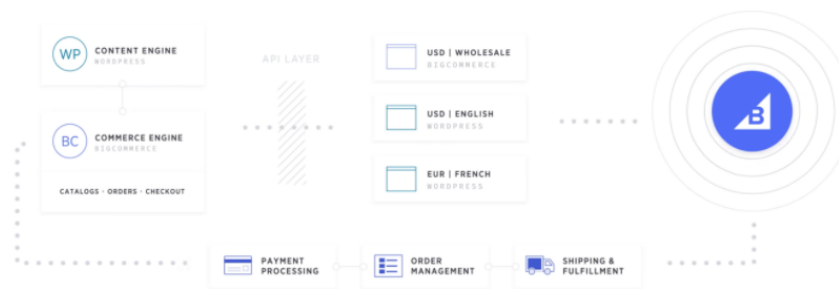 WP
CONTENT ENGINE
WORDPRESS
BC
COMMERCE ENGINE
BIGCOMMERCE
CATALOGS · ORDERS · CHECKOUT
API LAYER
USD | WHOLESALE
BIGCOMMERCE
USD | ENGLISH
WORDPRESS
EUR | FRENCH
WORDPRESS
B
PAYMENT
PROCESSING
ORDER
MANAGEMENT
SHIPPING &
FULFILLMENT